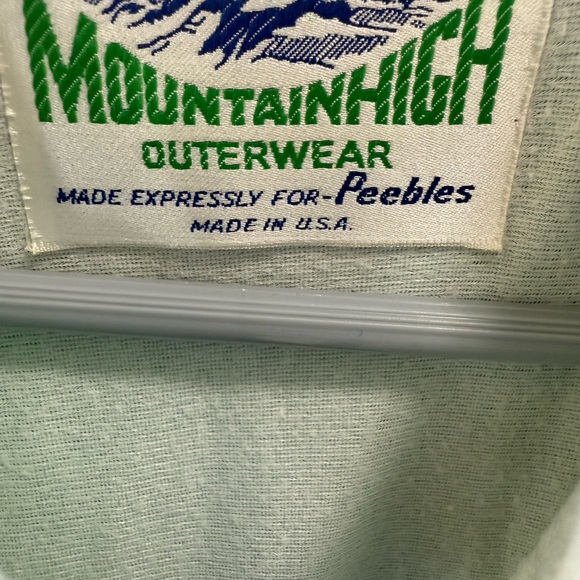 MOUNTAINHIGH
OUTERWEAR
MADE EXPRESSLY FOR-Peebles
MADE IN U.S.A.